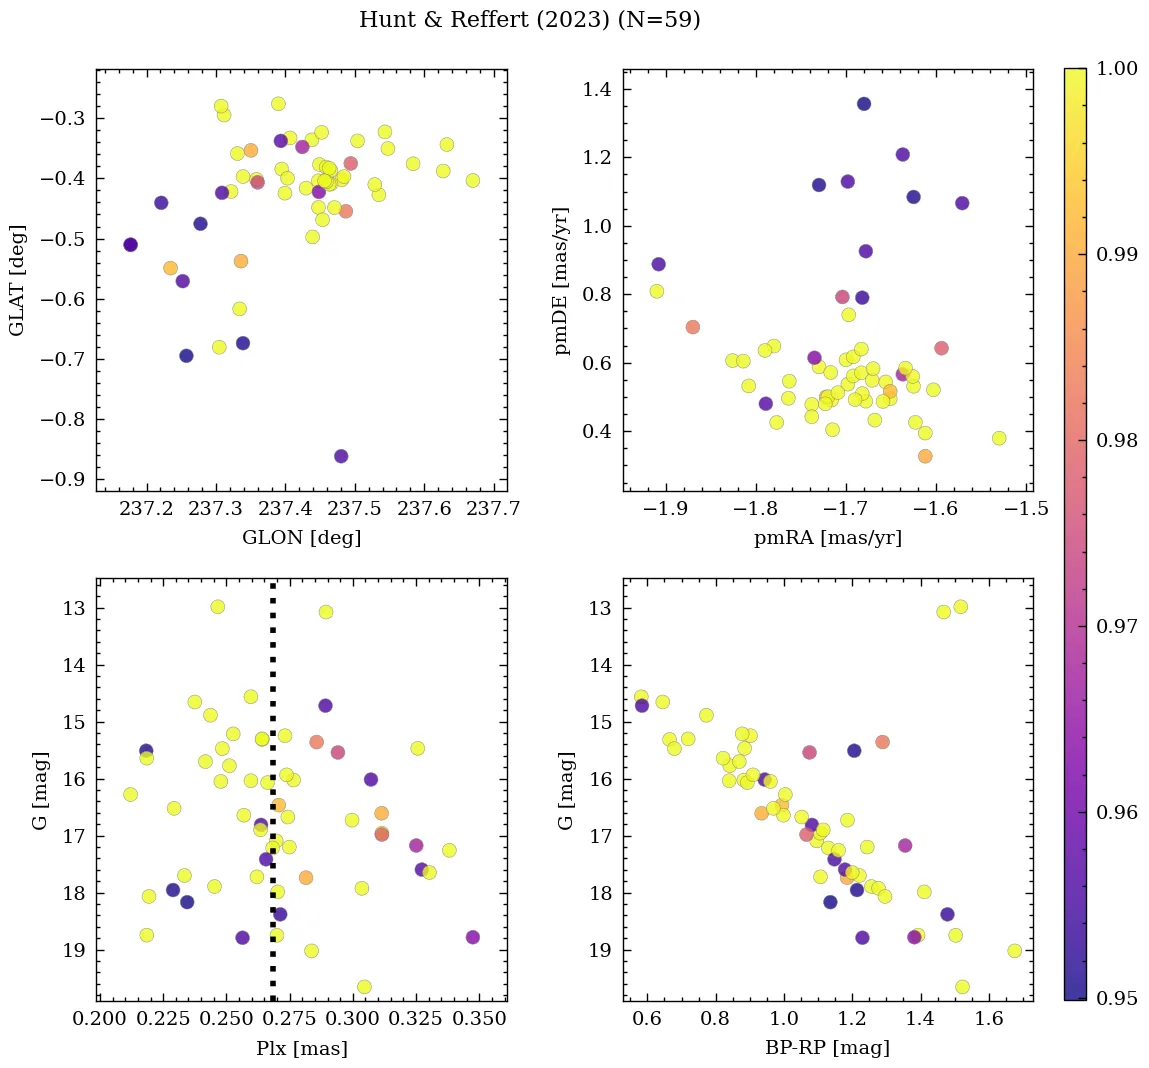 Hunt & Reffert (2023) (N=59)
−0.3
−0.4
−0.5
−0.6
−0.7
−0.8
−0.9
GLAT [deg]
237.2 237.3 237.4 237.5 237.6 237.7
GLON [deg]
1.4
1.2
1.0
0.8
0.6
0.4
pmDE [mas/yr]
−1.9 −1.8 −1.7 −1.6 −1.5
pmRA [mas/yr]
13
14
15
16
17
18
19
G [mag]
0.200 0.225 0.250 0.275 0.300 0.325 0.350
Plx [mas]
13
14
15
16
17
18
19
G [mag]
0.6 0.8 1.0 1.2 1.4 1.6
BP-RP [mag]
1.00
0.99
0.98
0.97
0.96
0.95